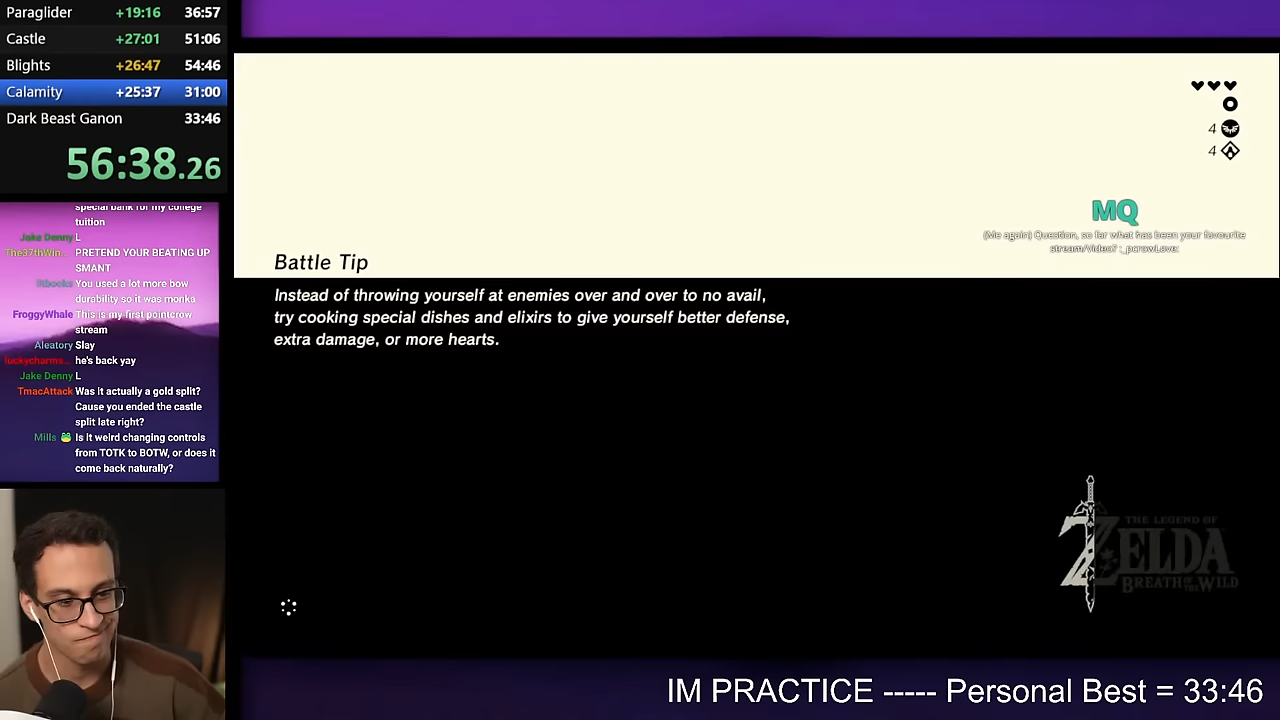 Paraglider +19:16 36:57
Castle +27:01 51:06
Blights +26:47 54:46
Calamity +25:37 31:00
Dark Beast Ganon 33:46
56:38.26
special bank for my college
tuition
Jake Denny L
PRETEND YOUR BEATING UP
SMANT
You used a lot more bow
durability so it was monka
FroggyWhale This is my first pointcrow
stream
Aleatory Slay
luckycharms... he's back yay
Jake Denny L
TmacAttack Was it actually a gold split?
Cause you ended the castle
split late right?
Mills Is it weird changing controls
from TOTK to BOTW, or does it
come back naturally?
4
4
MQ
(Me again) Question, so far what has been your favourite
stream/video? :_pcrowLove:
Battle Tip
Instead of throwing yourself at enemies over and over to no avail,
try cooking special dishes and elixirs to give yourself better defense,
extra damage, or more hearts.
THE LEGEND OF
ZELDA
BREATH OF THE WILD
IM PRACTICE ----- Personal Best = 33:46